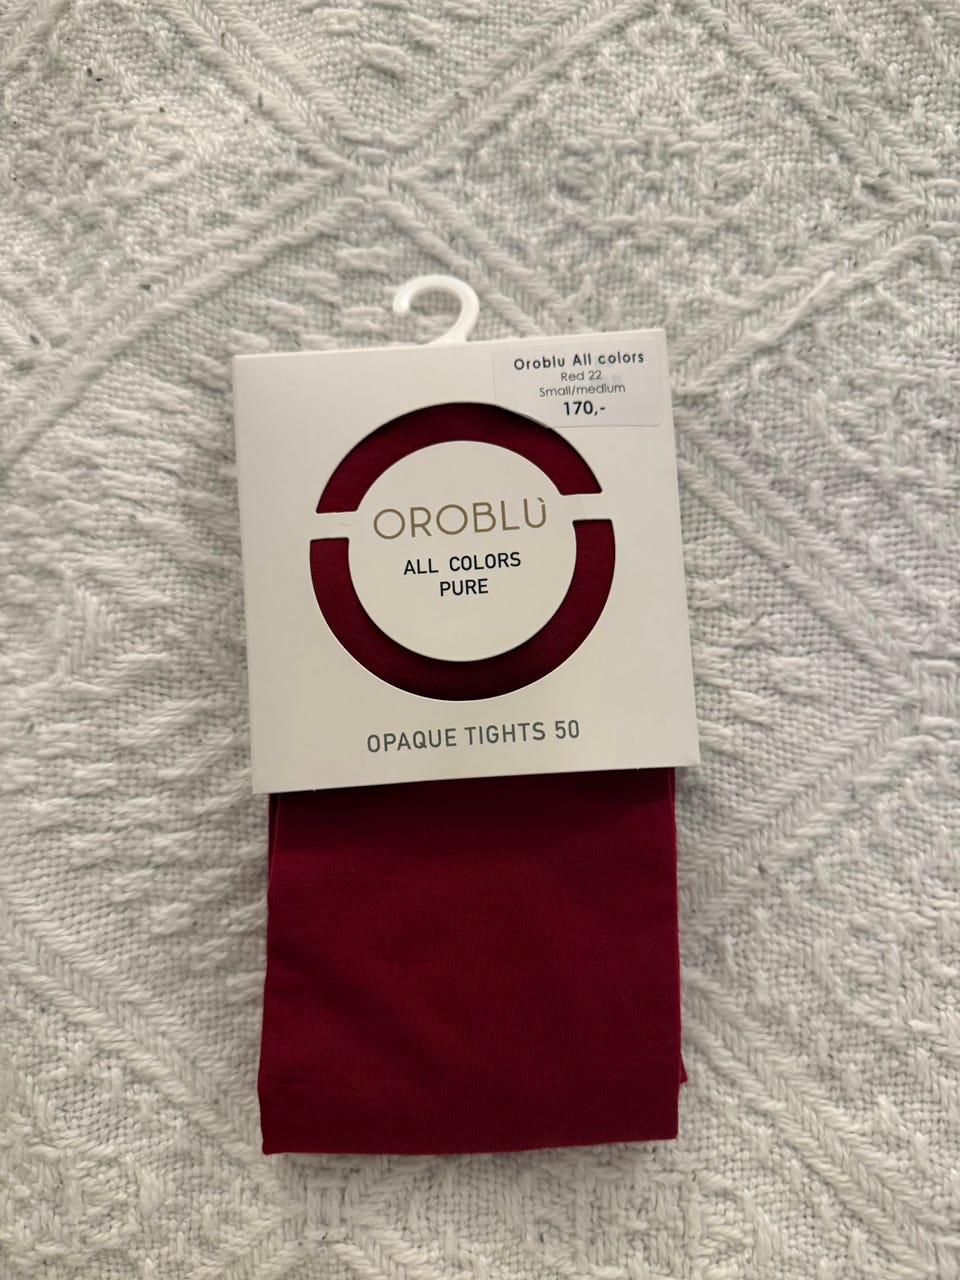 Oroblu All colors
Red 22
Small/medium
170,-
OROBLÙ
ALL COLORS
PURE
OPAQUE TIGHTS 50